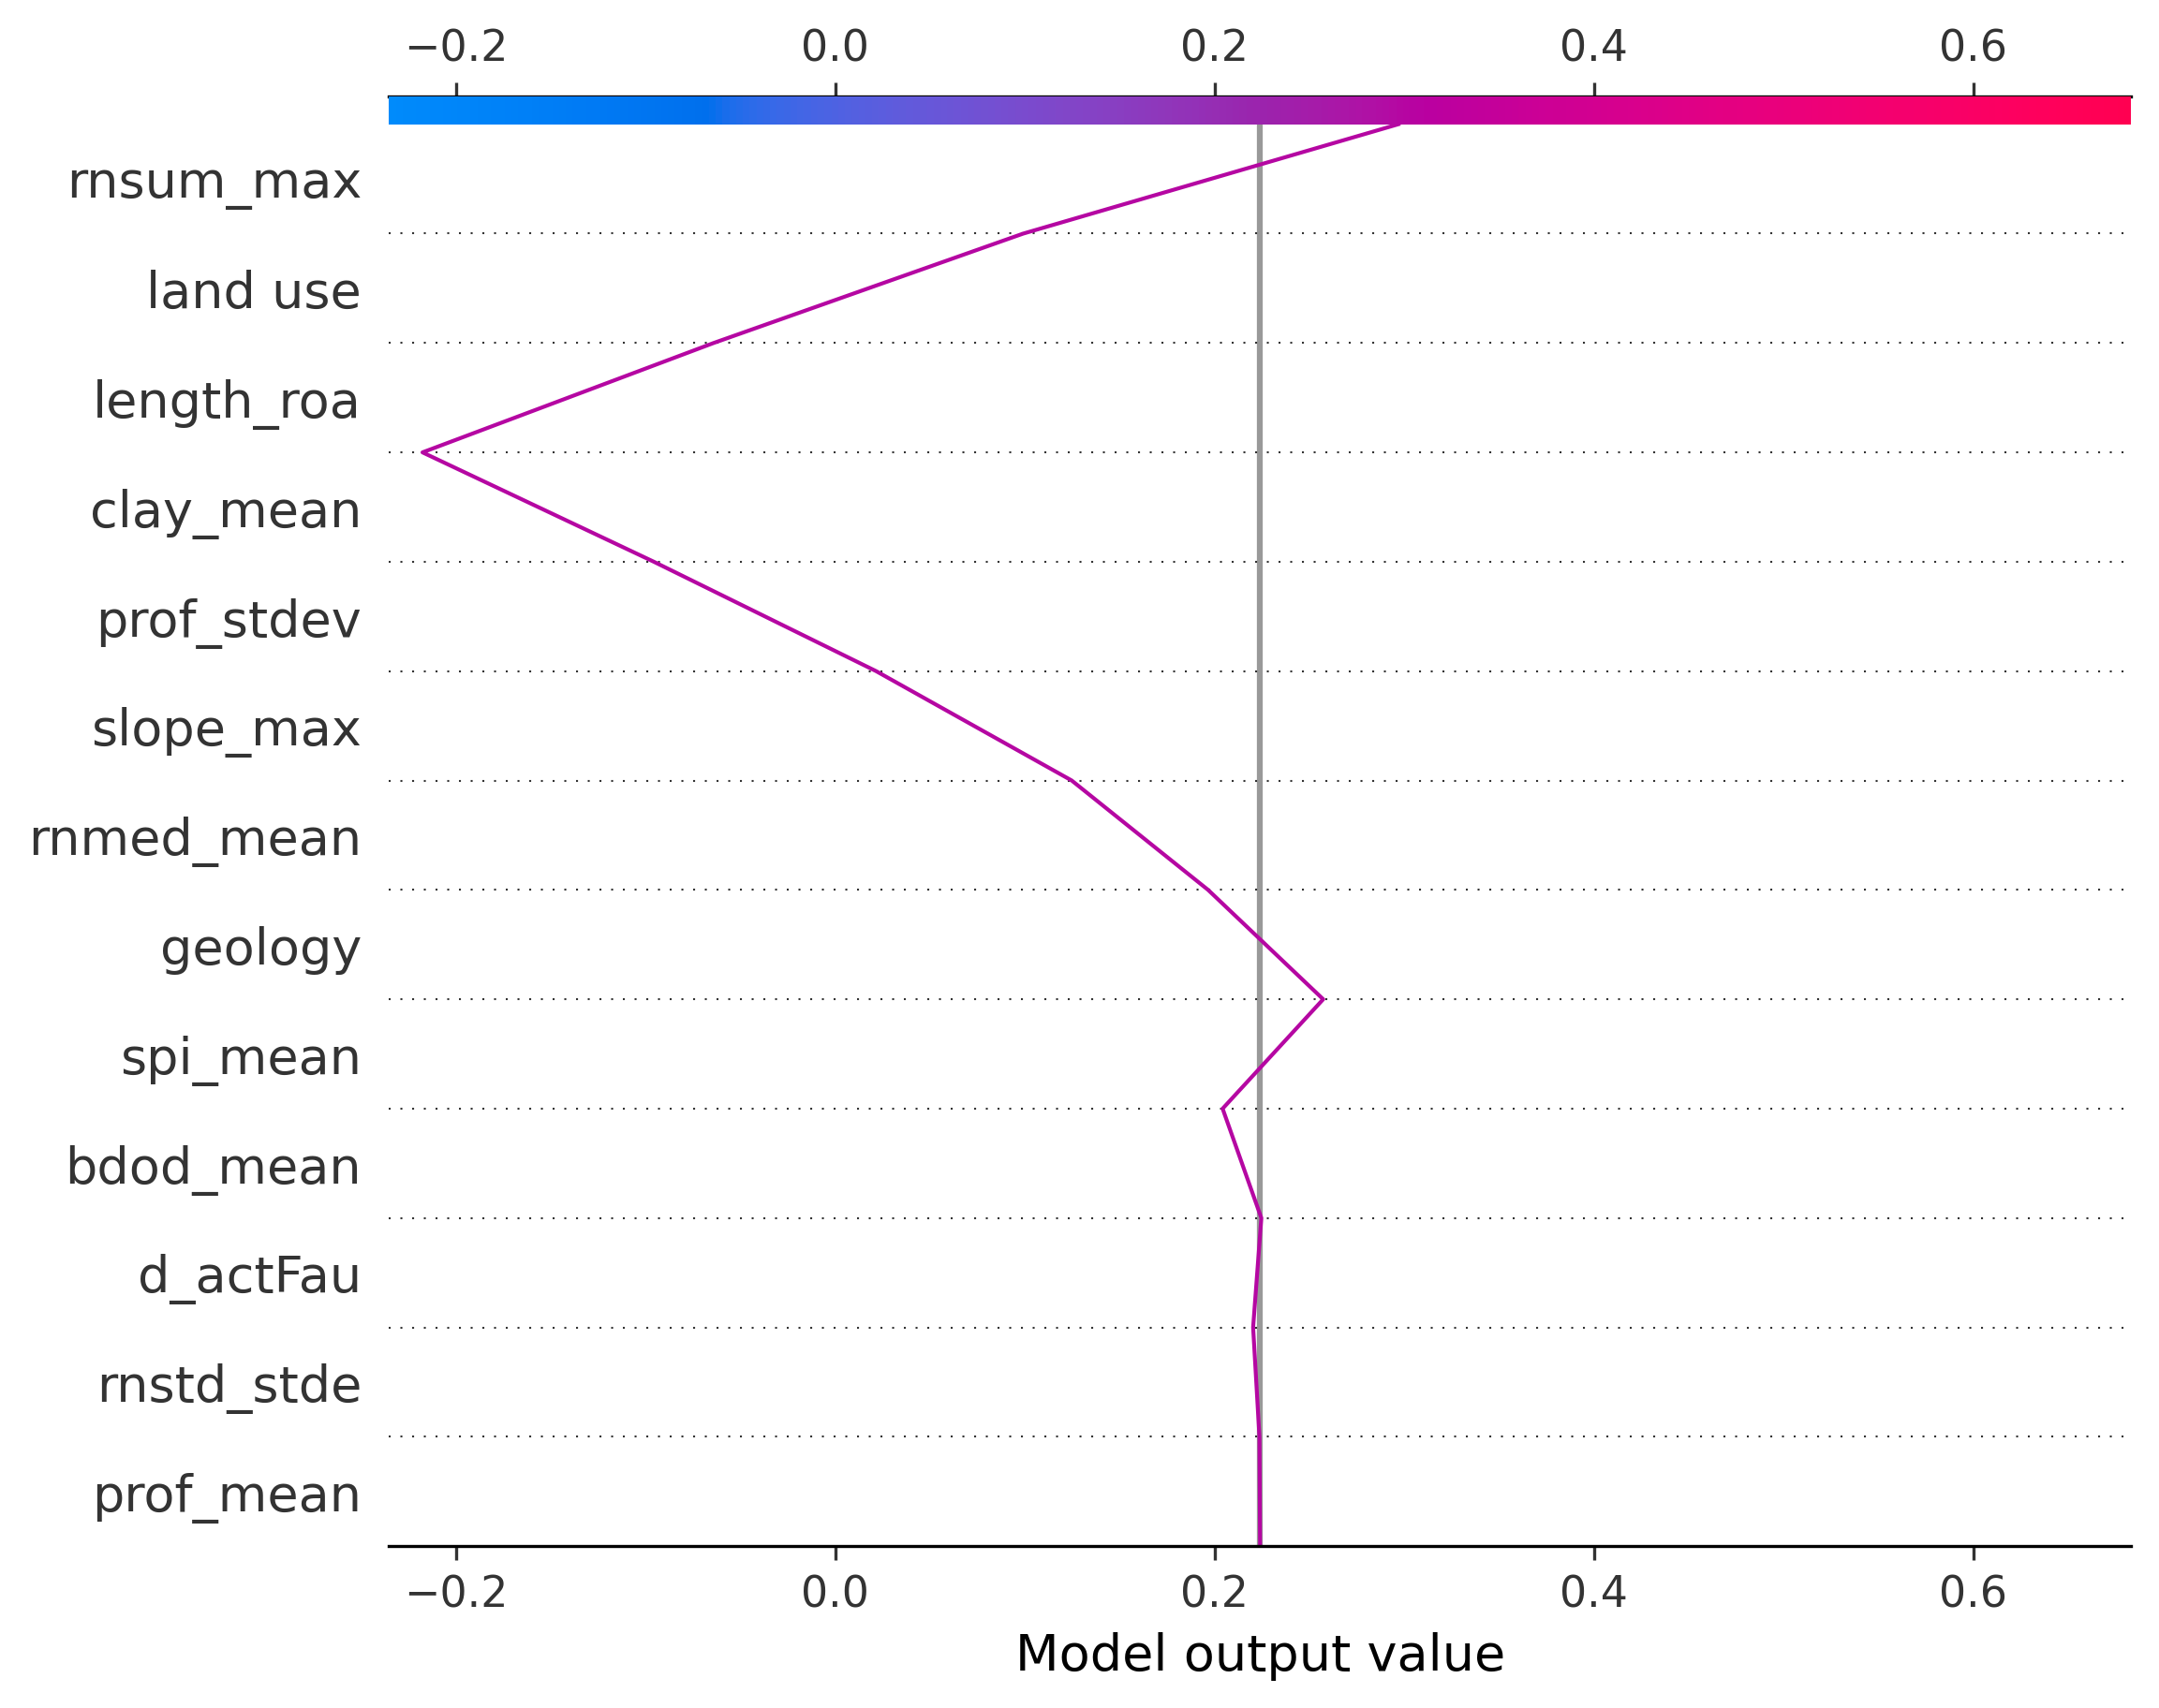 −0.2 0.0 0.2 0.4 0.6
rnsum_max
land use
length_roa
clay_mean
prof_stdev
slope_max
rnmed_mean
geology
spi_mean
bdod_mean
d_actFau
rnstd_stde
prof_mean
−0.2 0.0 0.2 0.4 0.6
Model output value